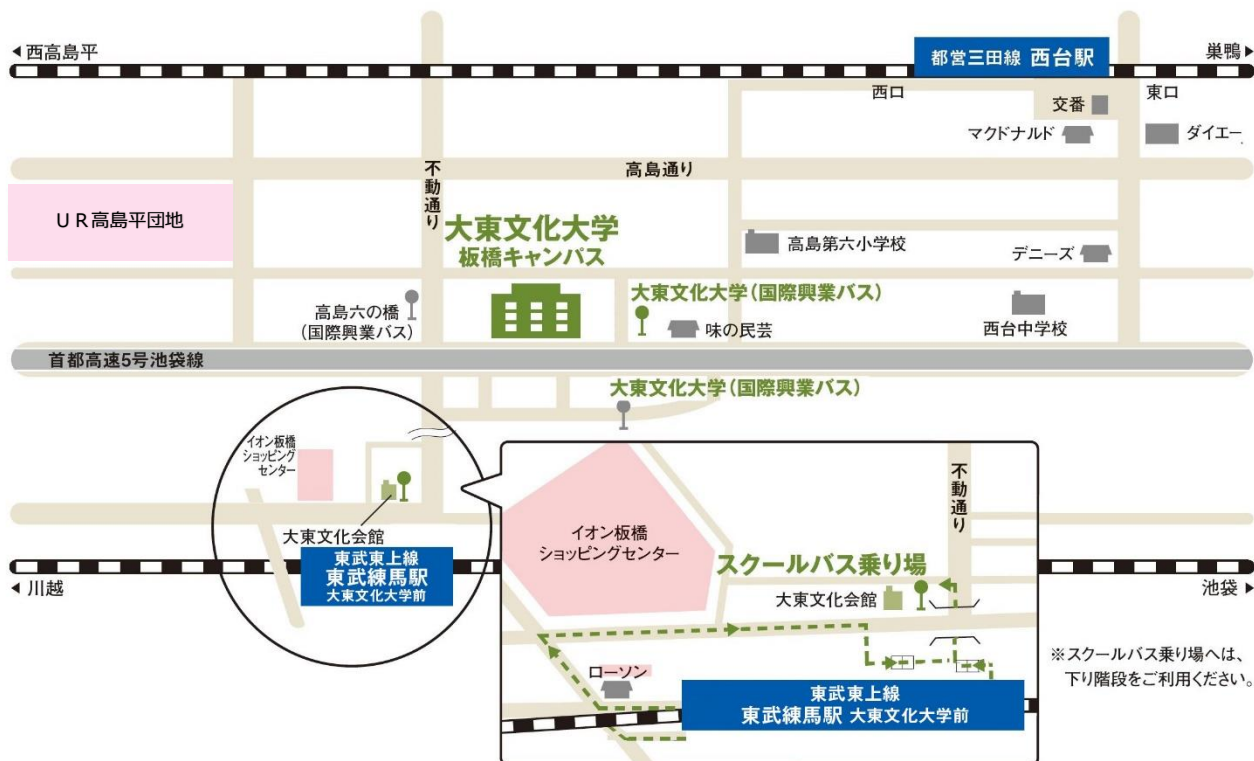 西高島平
都営三田線 西台駅
巣鴨
西口
交番
東口
マクドナルド
ダイエー
不動通り
高島通り
UR高島平団地
大東文化大学
板橋キャンパス
高島第六小学校
デニーズ
大東文化大学(国際興業バス)
高島六の橋
(国際興業バス)
味の民芸
西台中学校
首都高速5号池袋線
大東文化大学(国際興業バス)
イオン板橋
ショッピング
センター
大東文化会館
東武東上線
東武練馬駅
大東文化大学前
川越
池袋
不動通り
イオン板橋
ショッピングセンター
スクールバス乗り場
大東文化会館
ローソン
東武東上線
東武練馬駅 大東文化大学前
※スクールバス乗り場へは、
下り階段をご利用ください。